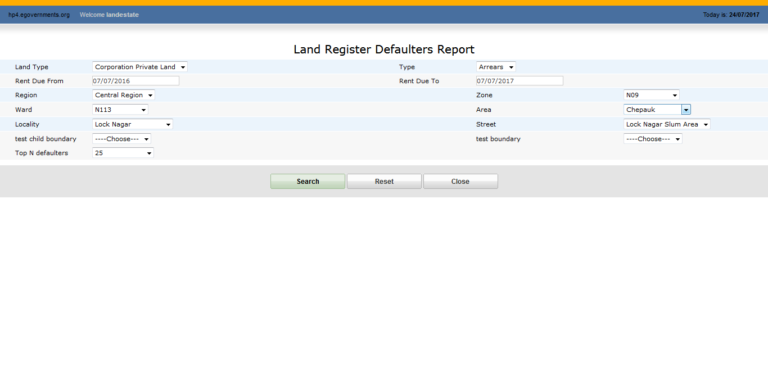 hp4.egovernments.org Welcome landestate Today is: 24/07/2017
Land Register Defaulters Report
Land Type Corporation Private Land Type Arrears
Rent Due From 07/07/2016 Rent Due To 07/07/2017
Region Central Region Zone N09
Ward N113 Area Chepauk
Locality Lock Nagar Street Lock Nagar Slum Area
test child boundary ----Choose--- test boundary ----Choose---
Top N defaulters 25
Search Reset Close